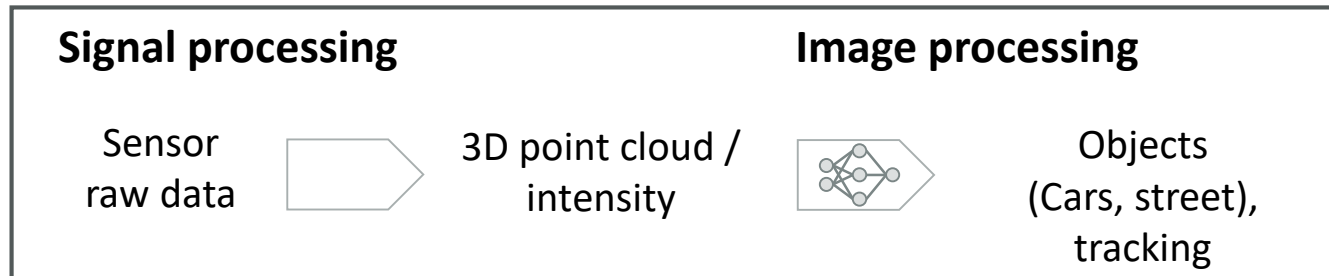 Signal processing
Image processing
Sensor
raw data
3D point cloud /
intensity
Objects
(Cars, street),
tracking